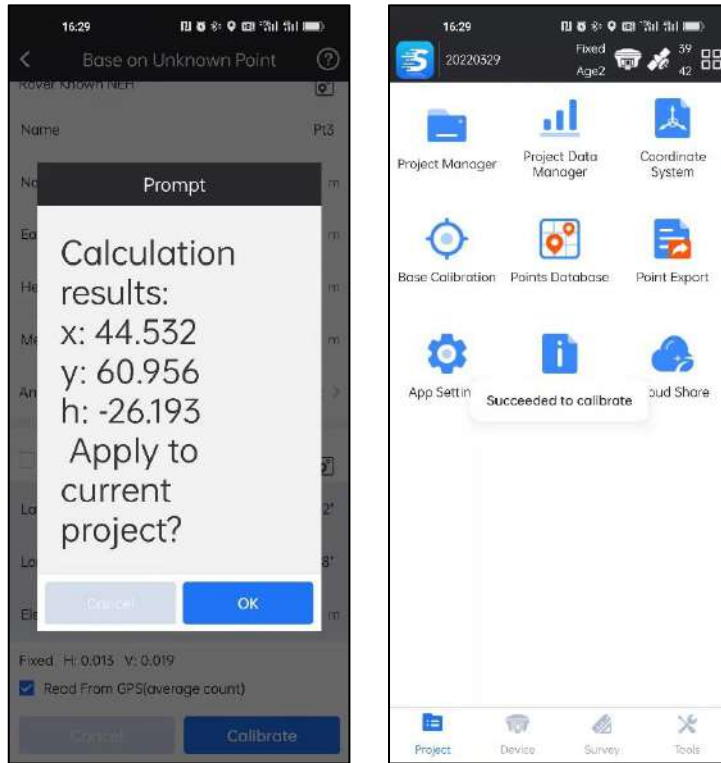 16:29
Base on Unknown Point
?
Rover Known NEH
Name Pt3
m
m
m
m
Prompt
Calculation
results:
x: 44.532
y: 60.956
h: -26.193
Apply to
current
project?
Cancel OK
m
Fixed H: 0.013 V: 0.019
Read From GPS(average count)
Cancel Calibrate
16:29
20220329
Fixed
Age2
39
42
Project Manager
Project Data
Manager
Coordinate
System
Base Calibration
Points Database
Point Export
App Settin
Succeeded to calibrate
oud Share
Project Device Survey Tools